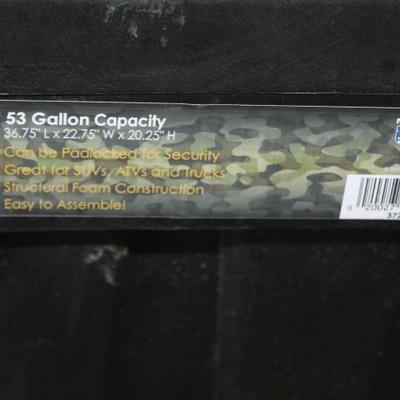 53 Gallon Capacity
36.75" L x 22.75" W x 20.25" H
Can be Padlocked for Security
Great for SUVs, ATVs and Trucks
Structural Foam Construction
Easy to Assemble!